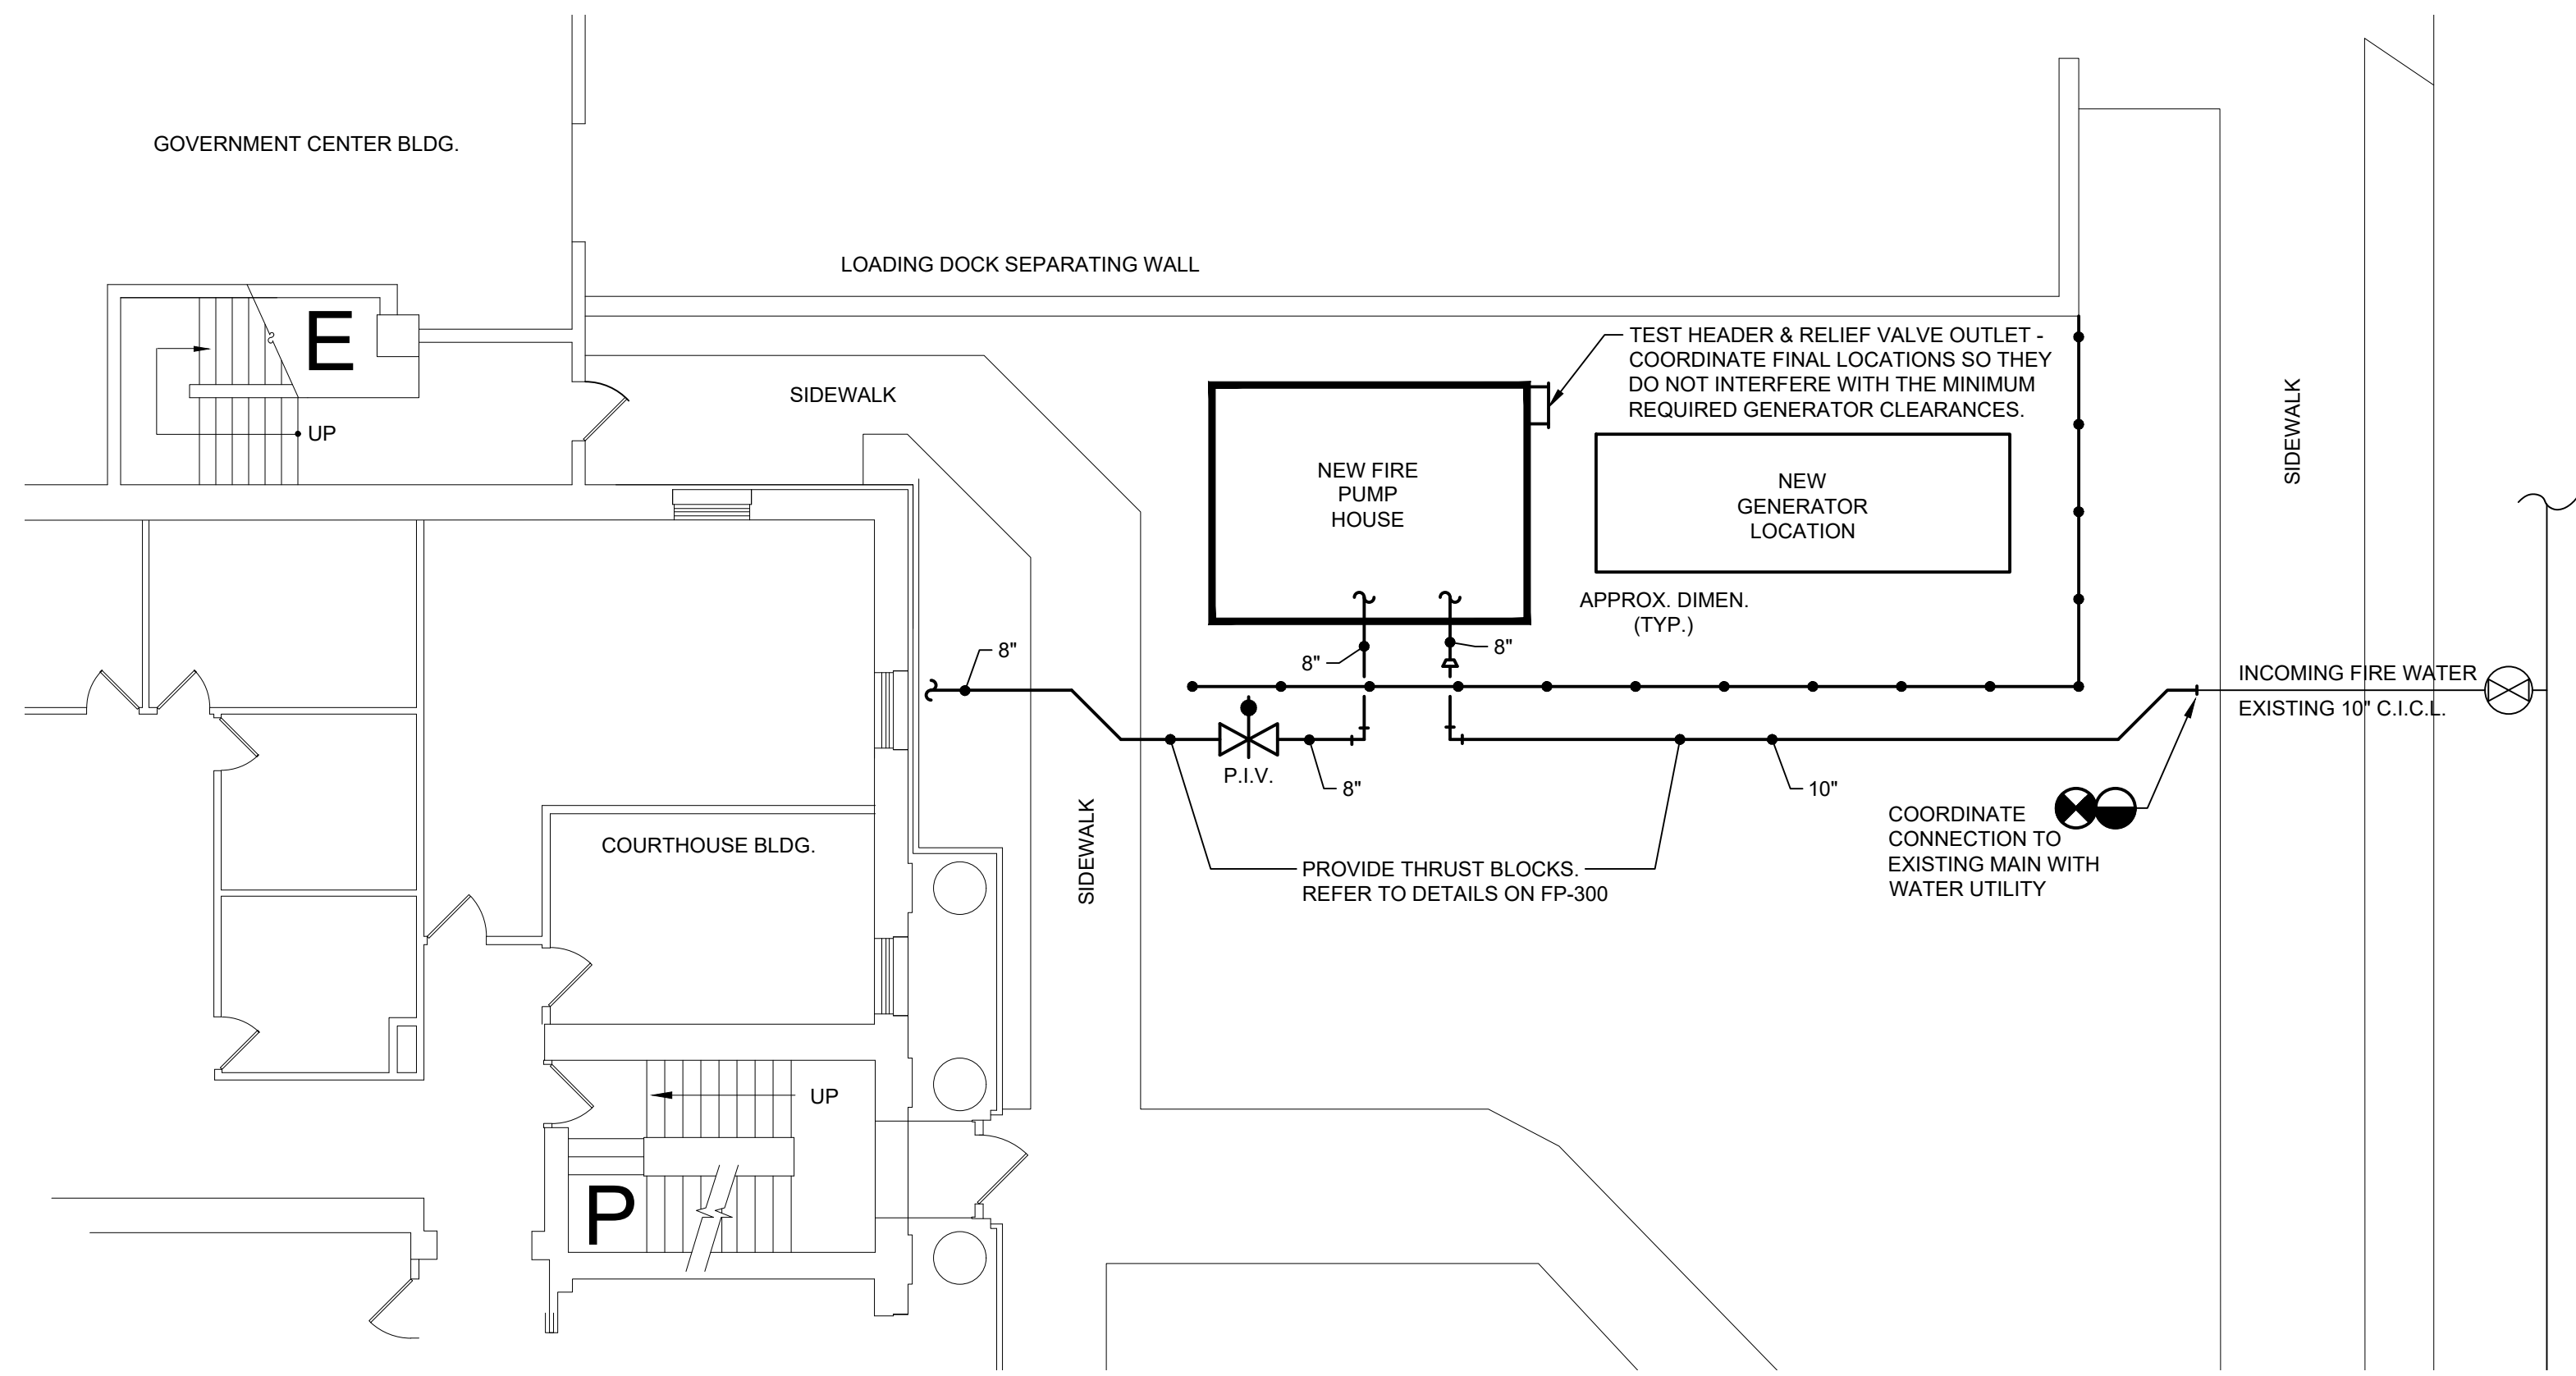 GOVERNMENT CENTER BLDG.
LOADING DOCK SEPARATING WALL
E
UP
SIDEWALK
TEST HEADER & RELIEF VALVE OUTLET -
COORDINATE FINAL LOCATIONS SO THEY
DO NOT INTERFERE WITH THE MINIMUM
REQUIRED GENERATOR CLEARANCES.
SIDEWALK
NEW FIRE
PUMP
HOUSE
NEW
GENERATOR
LOCATION
APPROX. DIMEN.
(TYP.)
8"
8"
8"
INCOMING FIRE WATER
EXISTING 10" C.I.C.L.
P.I.V.
8"
10"
COORDINATE
CONNECTION TO
EXISTING MAIN WITH
WATER UTILITY
COURTHOUSE BLDG.
SIDEWALK
PROVIDE THRUST BLOCKS.
REFER TO DETAILS ON FP-300
UP
P